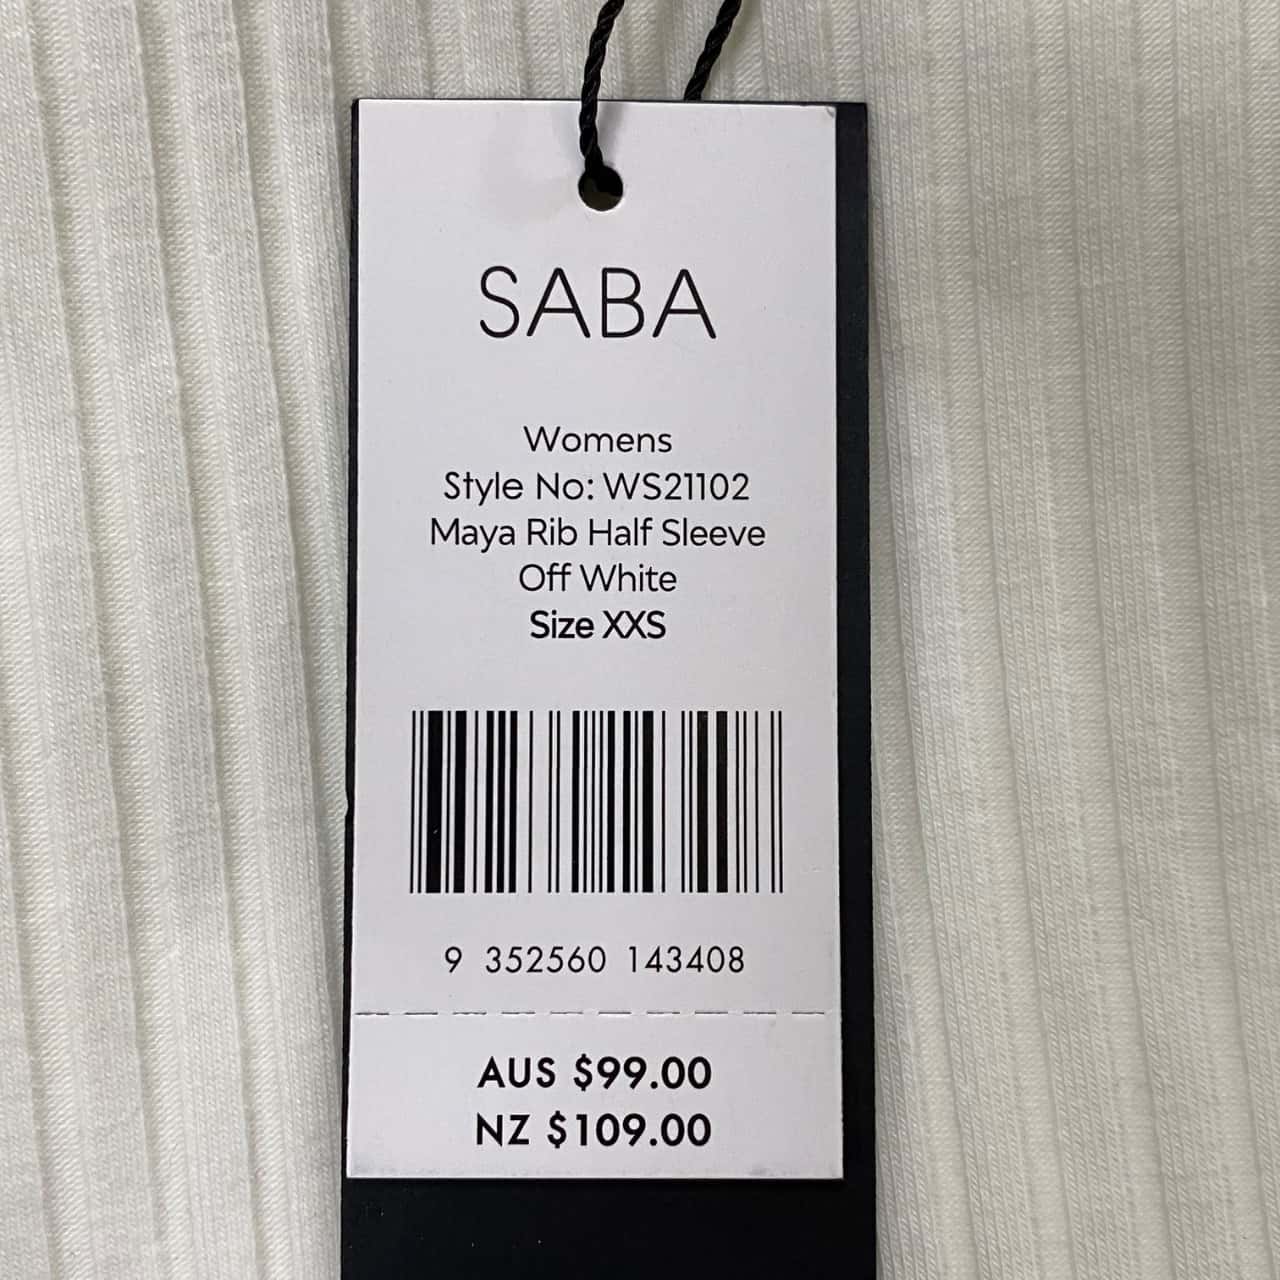 SABA
Womens
Style No: WS21102
Maya Rib Half Sleeve
Off White
Size XXS
9 352560 143408
AUS $99.00
NZ $109.00